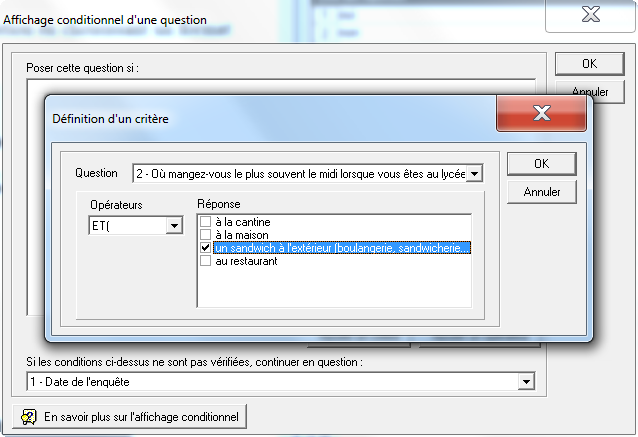 Affichage conditionnel d'une question
OK
Poser cette question si :
Annuler
Définition d'un critère
Question
2 - Où mangez-vous le plus souvent le midi lorsque vous êtes au lycée
OK
Annuler
Opérateurs
Réponse
ET(
à la cantine
à la maison
un sandwich à l'extérieur (boulangerie, sandwicherie...
au restaurant
Si les conditions ci-dessus ne sont pas vérifiées, continuer en question :
1 - Date de l'enquête
En savoir plus sur l'affichage conditionnel